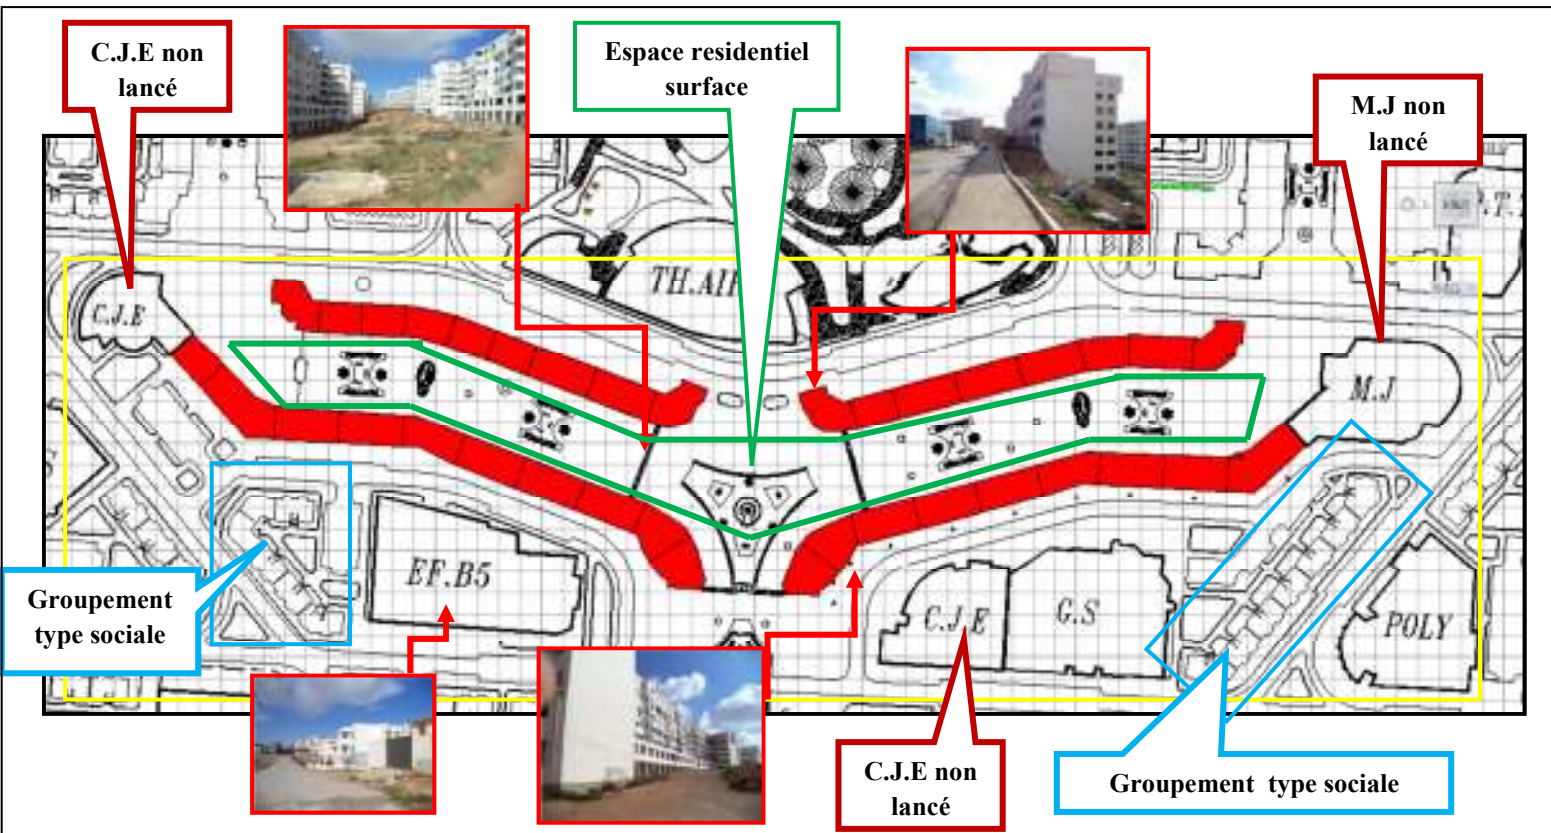 C.J.E non
lancé
Espace residentiel
surface
M.J non
lancé
C.J.E
TH.AIR
M.J
Groupement
type sociale
EF.B5
C.J.E
G.S
POLY
C.J.E non
lancé
Groupement type sociale